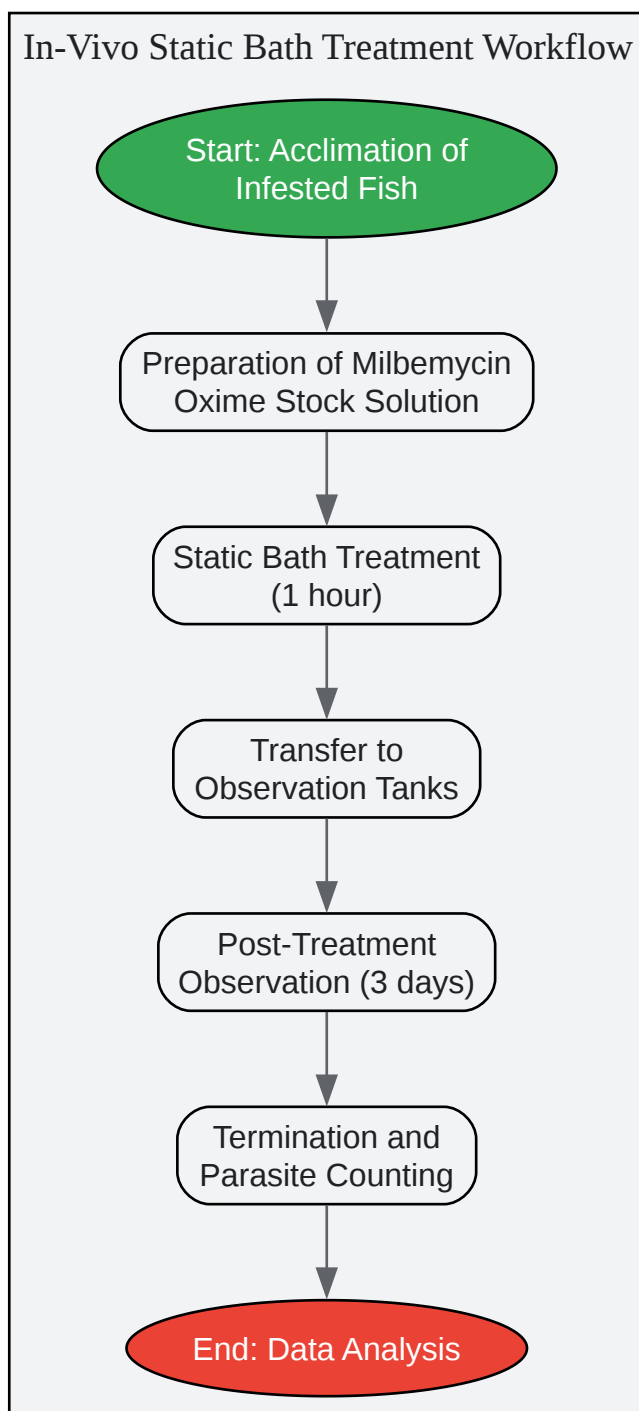 In-Vivo Static Bath Treatment Workflow
Start: Acclimation of
Infested Fish
Preparation of Milbemycin
Oxime Stock Solution
Static Bath Treatment
(1 hour)
Transfer to
Observation Tanks
Post-Treatment
Observation (3 days)
Termination and
Parasite Counting
End: Data Analysis